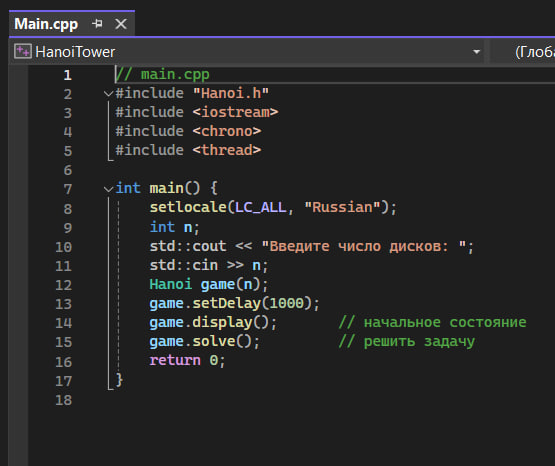 Main.cpp
HanoiTower
(Глоба
1 // main.cpp
2 #include "Hanoi.h"
3 #include <iostream>
4 #include <chrono>
5 #include <thread>
6
7 int main() {
8 setlocale(LC_ALL, "Russian");
9 int n;
10 std::cout << "Введите число дисков: ";
11 std::cin >> n;
12 Hanoi game(n);
13 game.setDelay(1000);
14 game.display(); // начальное состояние
15 game.solve(); // решить задачу
16 return 0;
17 }
18